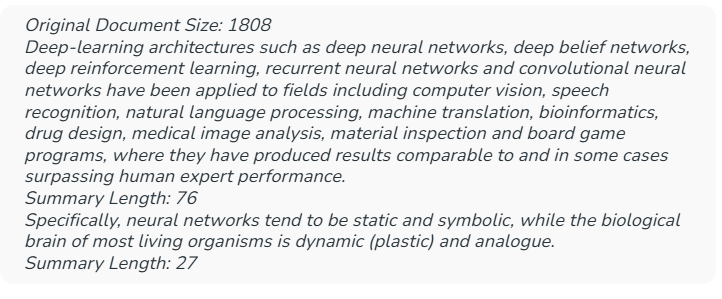 Original Document Size: 1808
Deep-learning architectures such as deep neural networks, deep belief networks,
deep reinforcement learning, recurrent neural networks and convolutional neural
networks have been applied to fields including computer vision, speech
recognition, natural language processing, machine translation, bioinformatics,
drug design, medical image analysis, material inspection and board game
programs, where they have produced results comparable to and in some cases
surpassing human expert performance.
Summary Length: 76
Specifically, neural networks tend to be static and symbolic, while the biological
brain of most living organisms is dynamic (plastic) and analogue.
Summary Length: 27